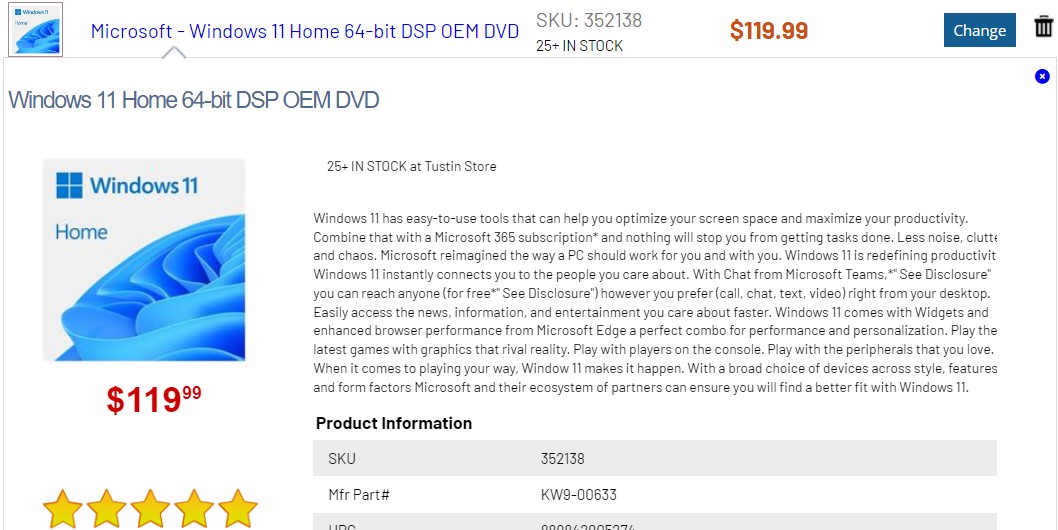 Windows 11
Home
Microsoft - Windows 11 Home 64-bit DSP OEM DVD
SKU: 352138
25+ IN STOCK
$119.99
Change
Windows 11 Home 64-bit DSP OEM DVD
Windows 11
Home
$119.99
25+ IN STOCK at Tustin Store
Windows 11 has easy-to-use tools that can help you optimize your screen space and maximize your productivity.
Combine that with a Microsoft 365 subscription* and nothing will stop you from getting tasks done. Less noise, clutte
and chaos. Microsoft reimagined the way a PC should work for you and with you. Windows 11 is redefining productivit
Windows 11 instantly connects you to the people you care about. With Chat from Microsoft Teams,*" See Disclosure"
you can reach anyone (for free*" See Disclosure") however you prefer (call, chat, text, video) right from your desktop.
Easily access the news, information, and entertainment you care about faster. Windows 11 comes with Widgets and
enhanced browser performance from Microsoft Edge a perfect combo for performance and personalization. Play the
latest games with graphics that rival reality. Play with players on the console. Play with the peripherals that you love.
When it comes to playing your way, Window 11 makes it happen. With a broad choice of devices across style, features
and form factors Microsoft and their ecosystem of partners can ensure you will find a better fit with Windows 11.
Product Information
SKU 352138
Mfr Part# KW9-00633